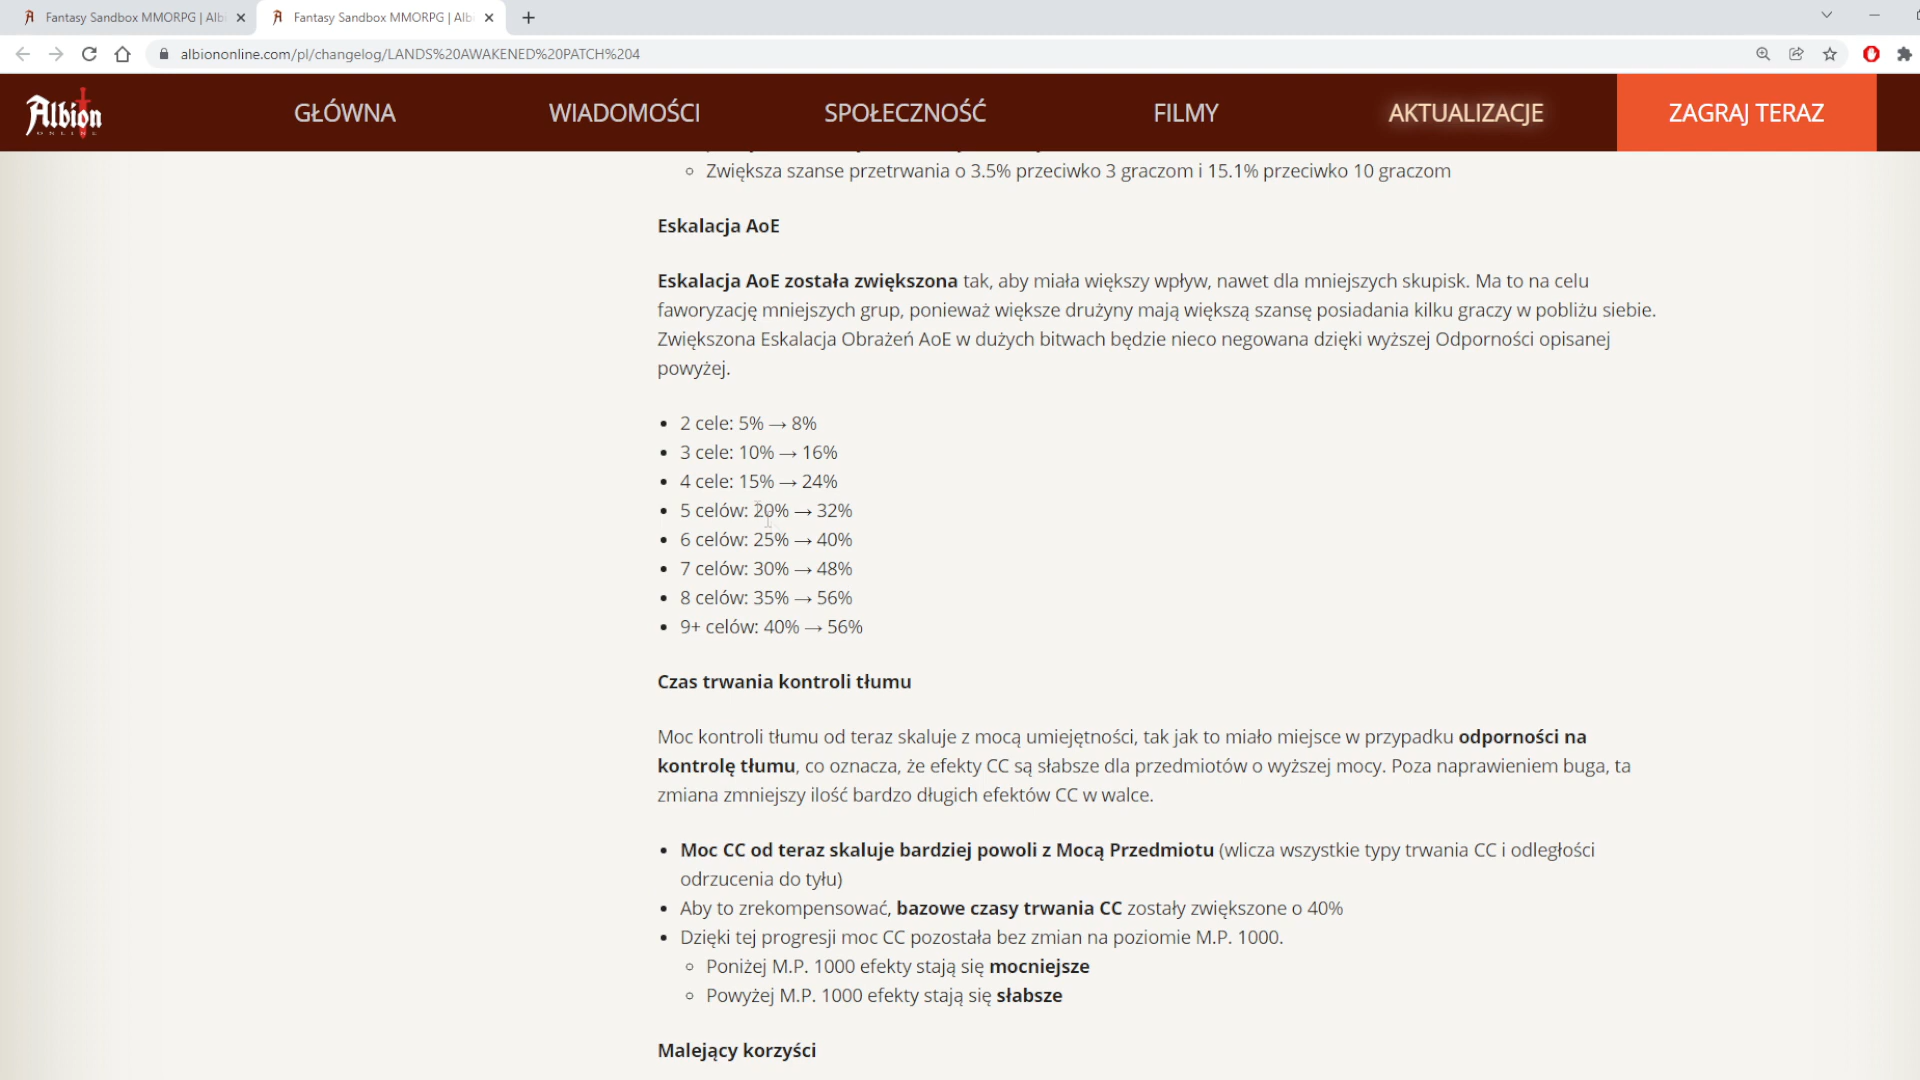 Fantasy Sandbox MMORPG | Alb
Fantasy Sandbox MMORPG | Alb
albiononline.com/pl/changelog/LANDS%20AWAKENED%20PATCH%204
Albion
ONLINE
GŁÓWNA
WIADOMOŚCI
SPOŁECZNOŚĆ
FILMY
AKTUALIZACJE
ZAGRAJ TERAZ
Zwiększa szanse przetrwania o 3.5% przeciwko 3 graczom i 15.1% przeciwko 10 graczom
Eskalacja AoE
Eskalacja AoE została zwiększona tak, aby miała większy wpływ, nawet dla mniejszych skupisk. Ma to na celu
faworyzację mniejszych grup, ponieważ większe drużyny mają większą szansę posiadania kilku graczy w pobliżu siebie.
Zwiększona Eskalacja Obrażeń AoE w dużych bitwach będzie nieco negowana dzięki wyższej Odporności opisanej
powyżej.
2 cele: 5% → 8%
3 cele: 10% → 16%
4 cele: 15% → 24%
5 celów: 20% → 32%
6 celów: 25% → 40%
7 celów: 30% → 48%
8 celów: 35% → 56%
9+ celów: 40% → 56%
Czas trwania kontroli tłumu
Moc kontroli tłumu od teraz skaluje z mocą umiejętności, tak jak to miało miejsce w przypadku odporności na
kontrolę tłumu, co oznacza, że efekty CC są słabsze dla przedmiotów o wyższej mocy. Poza naprawieniem buga, ta
zmiana zmniejszy ilość bardzo długich efektów CC w walce.
Moc CC od teraz skaluje bardziej powoli z Mocą Przedmiotu (wlicza wszystkie typy trwania CC i odległości
odrzucenia do tyłu)
Aby to zrekompensować, bazowe czasy trwania CC zostały zwiększone o 40%
Dzięki tej progresji moc CC pozostała bez zmian na poziomie M.P. 1000.
Poniżej M.P. 1000 efekty stają się mocniejsze
Powyżej M.P. 1000 efekty stają się słabsze
Malejący korzyści